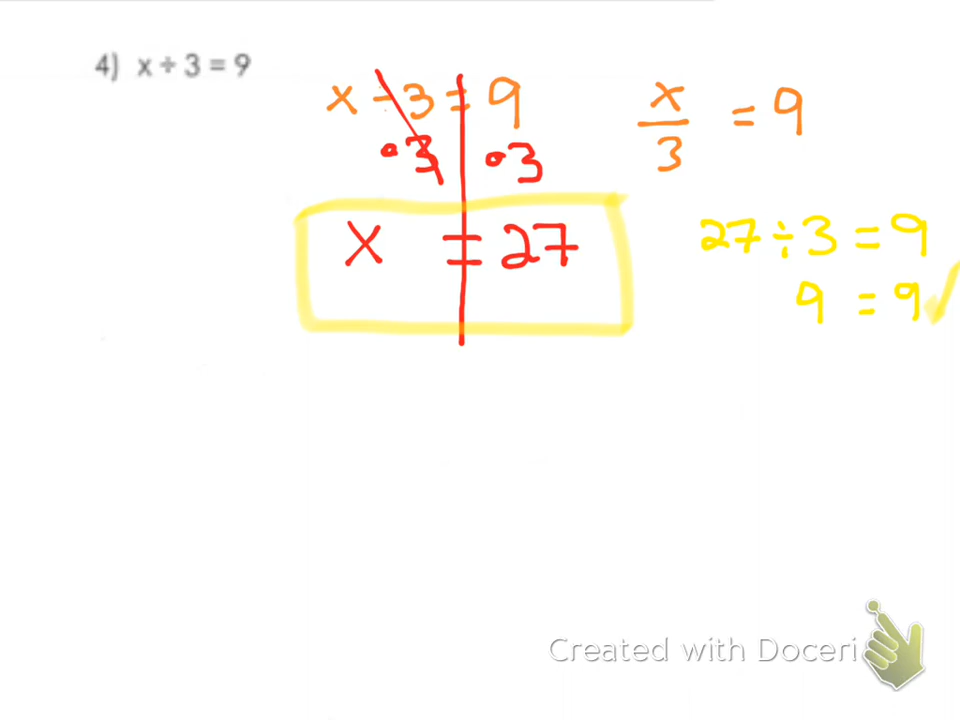 4) x ÷ 3 = 9
x ÷ 3 = 9
•3 •3
x = 27
x/3 = 9
27 ÷ 3 = 9
9 = 9 ✓
Created with Doceri